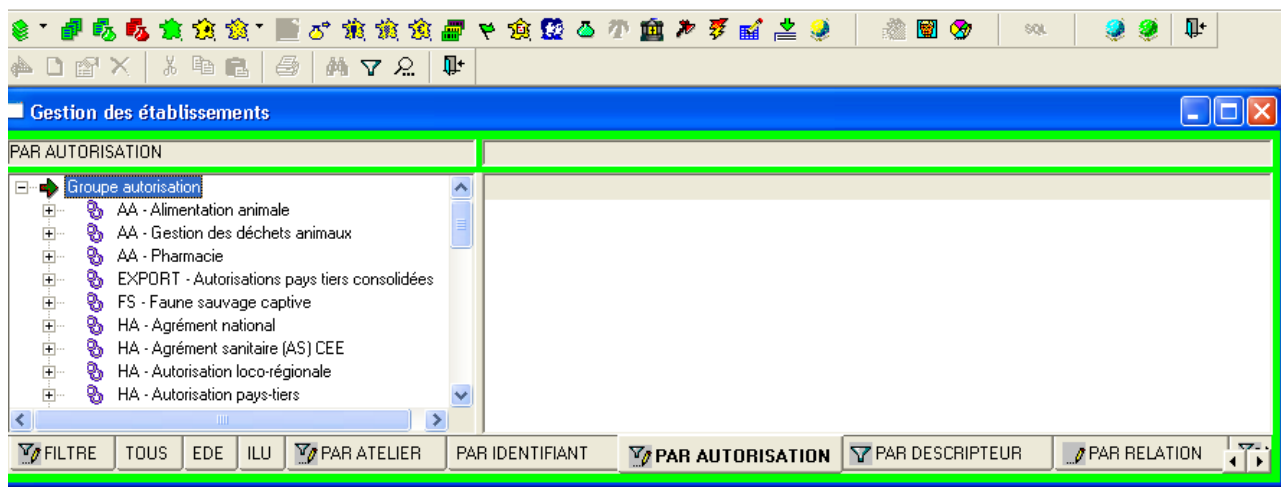 SQL
Gestion des établissements
PAR AUTORISATION
Groupe autorisation
AA - Alimentation animale
AA - Gestion des déchets animaux
AA - Pharmacie
EXPORT - Autorisations pays tiers consolidées
FS - Faune sauvage captive
HA - Agrément national
HA - Agrément sanitaire (AS) CEE
HA - Autorisation loco-régionale
HA - Autorisation pays-tiers
FILTRE TOUS EDE ILU PAR ATELIER PAR IDENTIFIANT PAR AUTORISATION PAR DESCRIPTEUR PAR RELATION